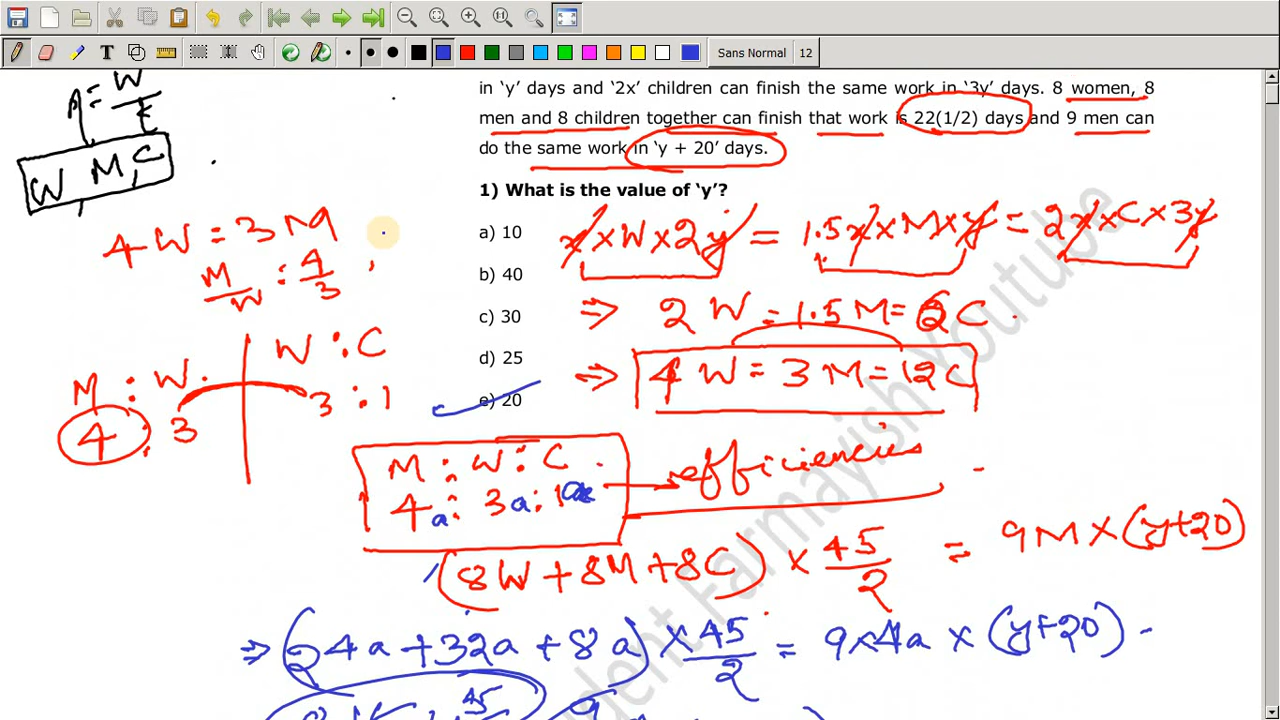 Sans Normal 12
in 'y' days and '2x' children can finish the same work in '3y' days. 8 women, 8
men and 8 children together can finish that work is 22(1/2) days and 9 men can
do the same work in 'y + 20' days.
1) What is the value of 'y'?
a) 10
b) 40
c) 30
d) 25
e) 20
W M, C
4W = 3M
M/W = 4/3
M : W
4 : 3
W : C
3 : 1
x × W × 2y = 1.5x × M × y = 2x × C × 3y
⇒ 2W = 1.5M = 6C
⇒ 4W = 3M = 12C
M : W : C
4a : 3a : 1a → efficiencies
(8W + 8M + 8C) × 45/2 = 9M × (y+20)
⇒ (24a + 32a + 8a) × 45/2 = 9×4a × (y+20)
dent Farmayish Youtube